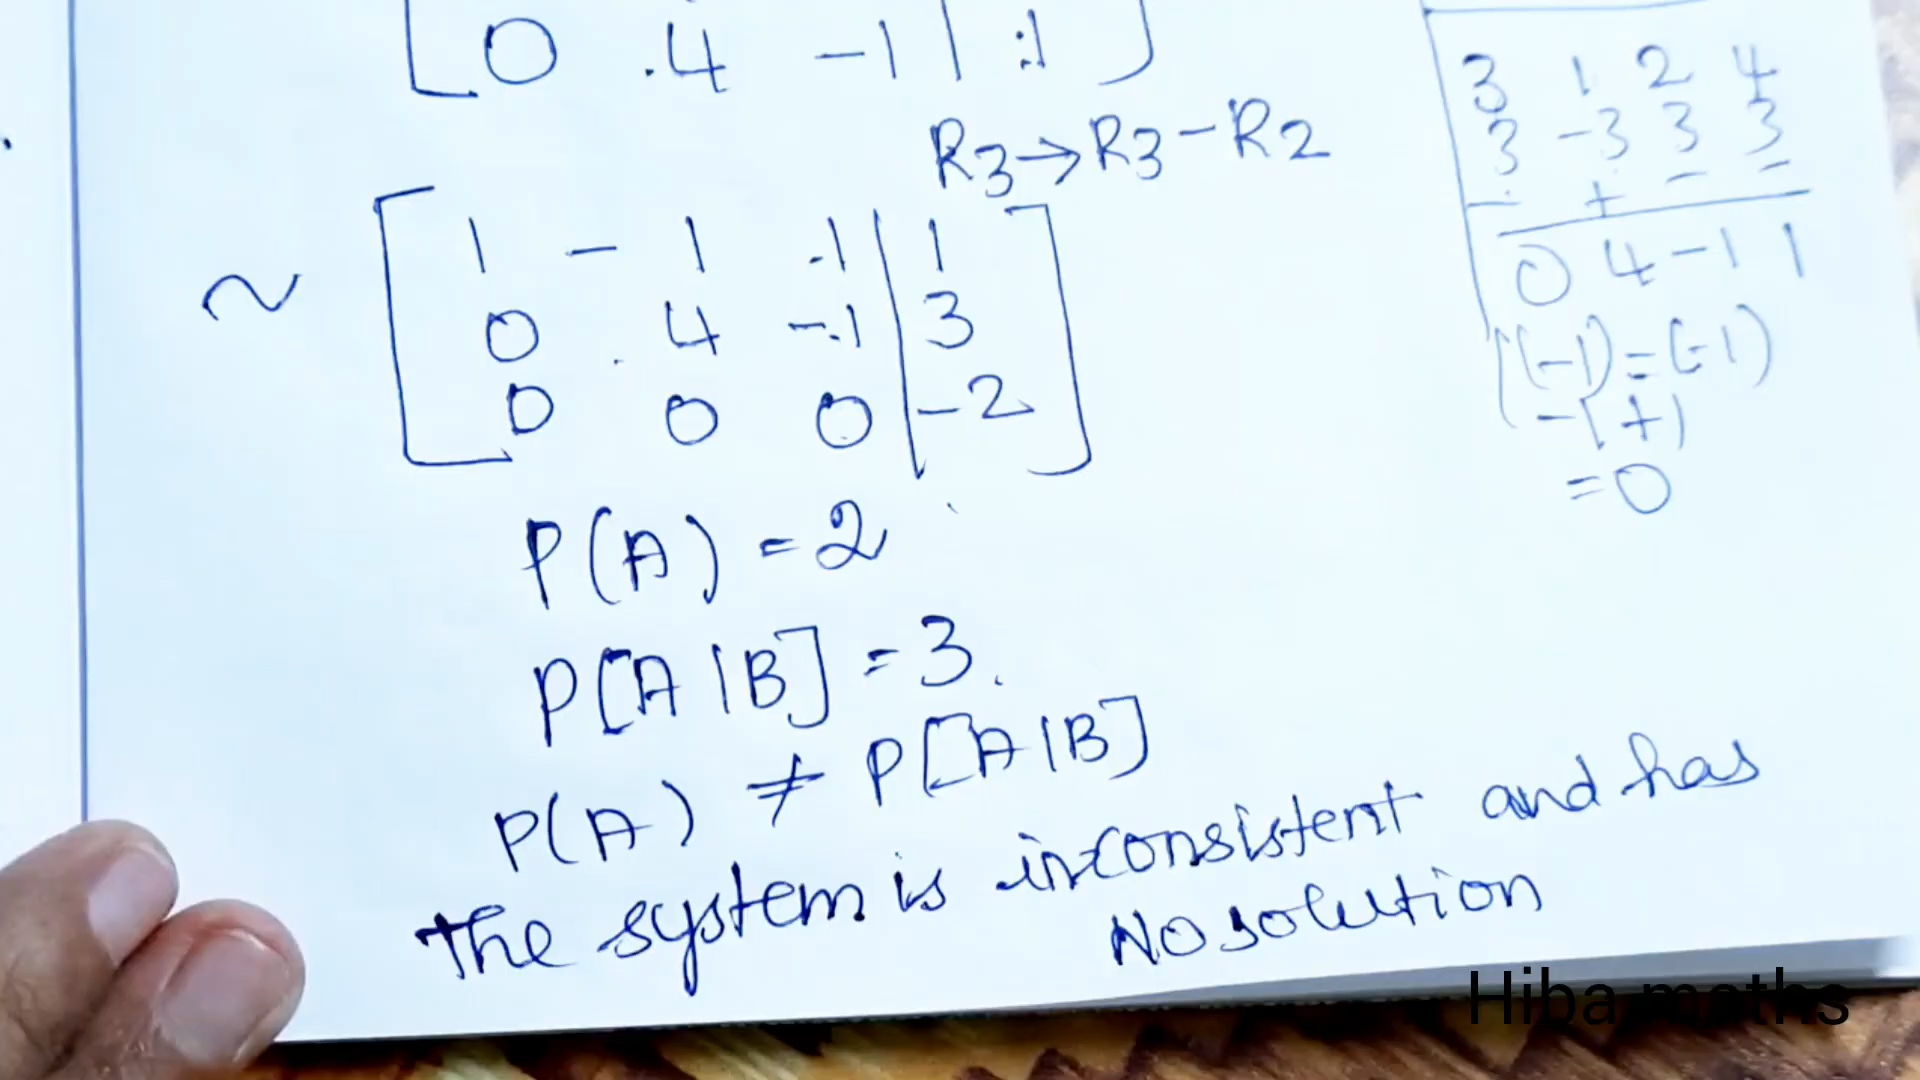 0 .4 -1 | :1
R3→R3-R2
~ [ 1 -1 1 | 1
0 . 4 -1 | 3
0 0 0 | -2 ]
P(A) = 2
P[A|B] = 3.
P(A) ≠ P[A|B]
The system is inconsistent and has
No solution
3 1 2 4
3 -3 3 3
- + - -
0 4 -1 1
(-1) = (-1)
-1 + 1
= 0
Hiba maths